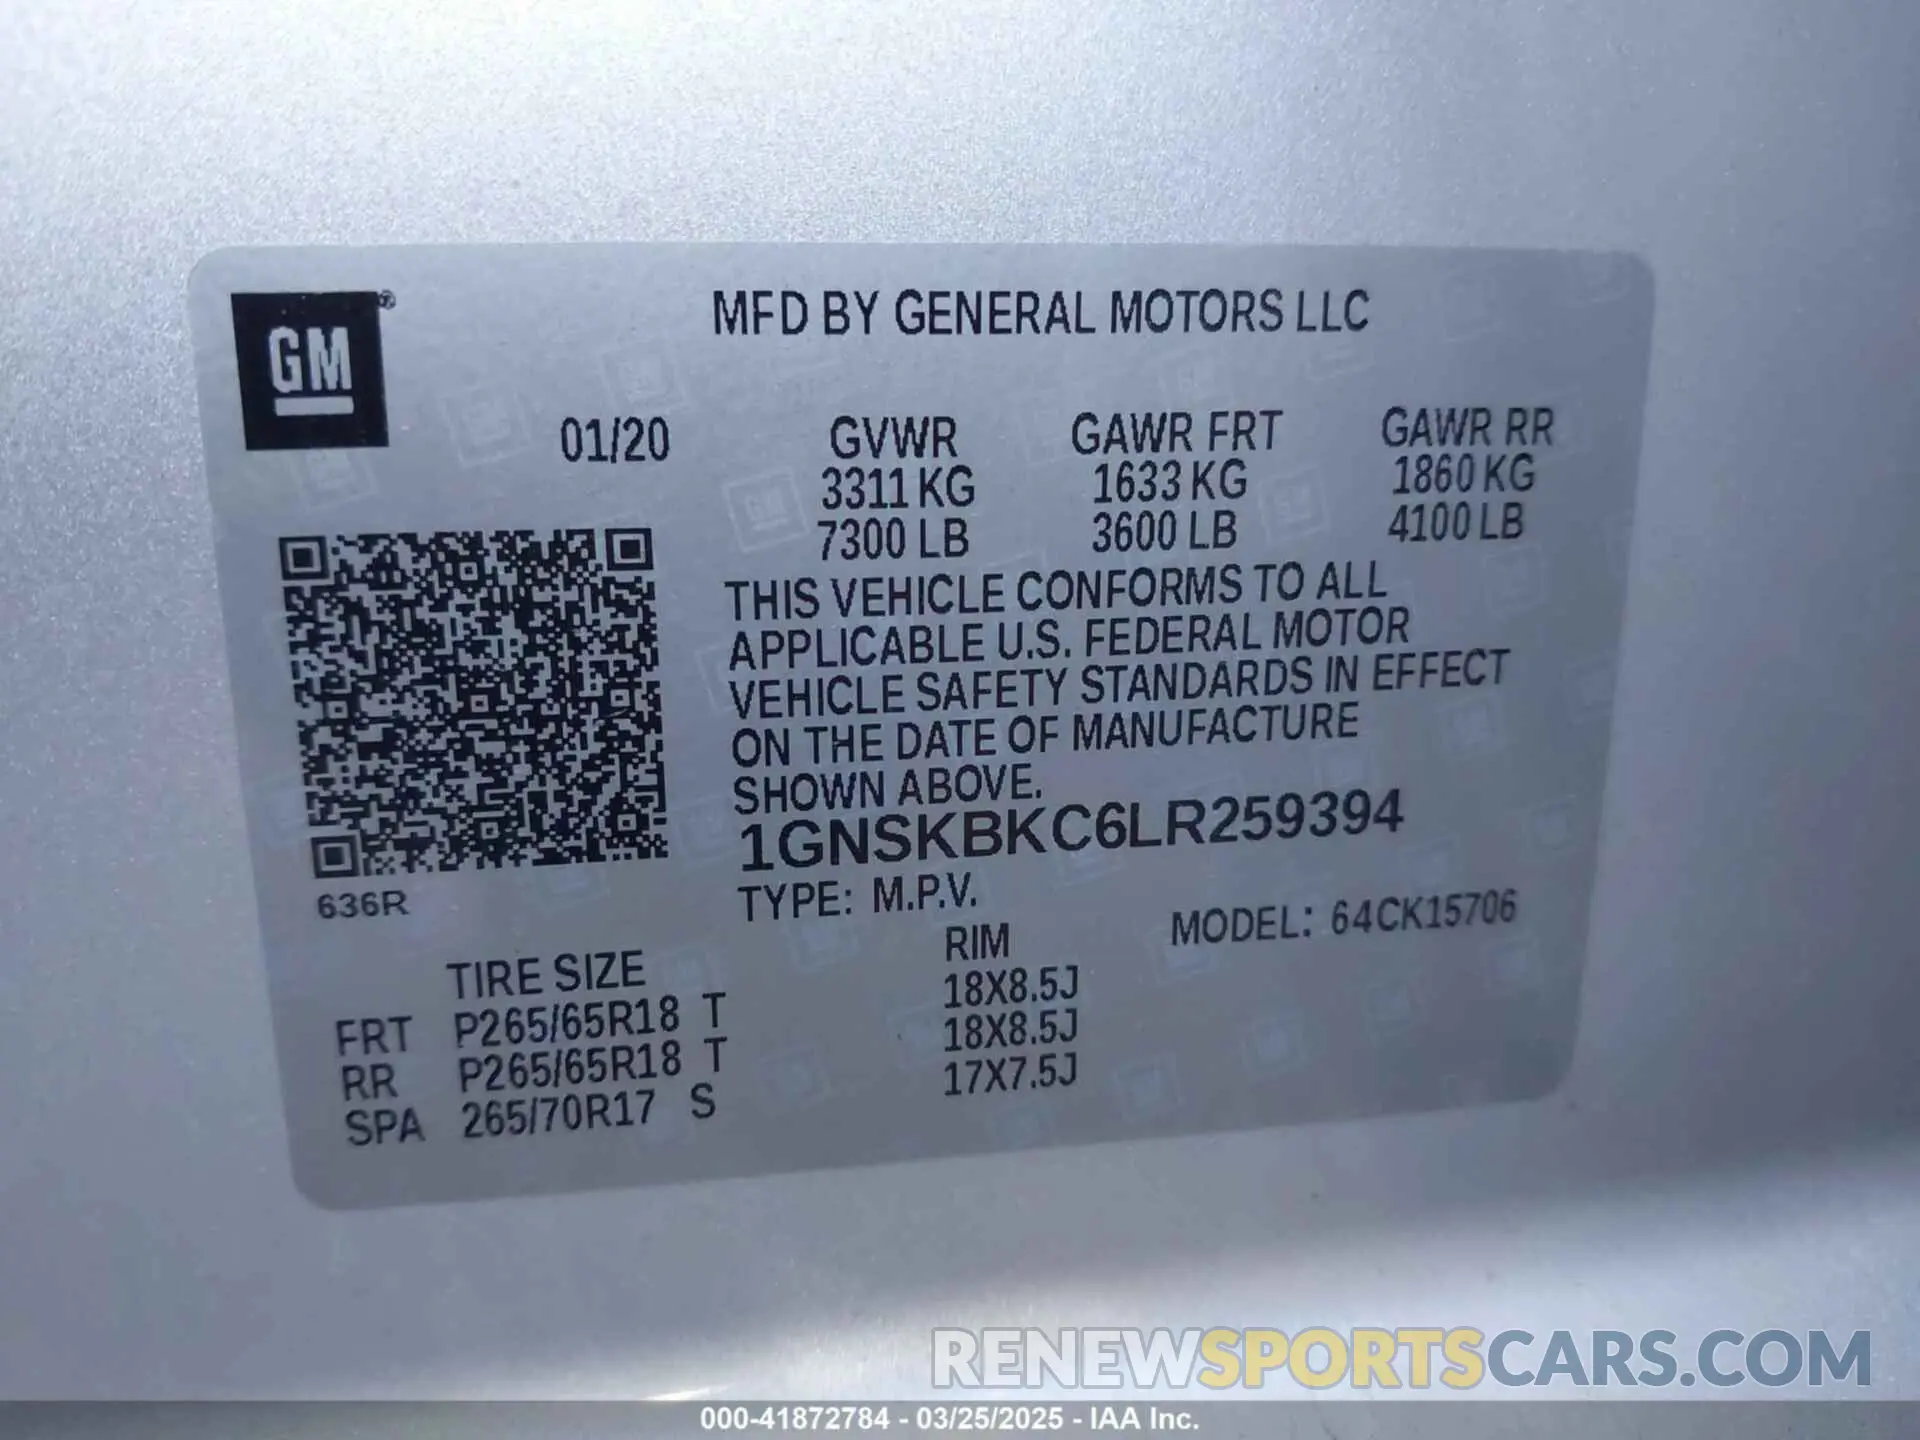 GM®
MFD BY GENERAL MOTORS LLC
01/20 GVWR GAWR FRT GAWR RR
3311 KG 1633 KG 1860 KG
7300 LB 3600 LB 4100 LB
THIS VEHICLE CONFORMS TO ALL
APPLICABLE U.S. FEDERAL MOTOR
VEHICLE SAFETY STANDARDS IN EFFECT
ON THE DATE OF MANUFACTURE
SHOWN ABOVE.
1GNSKBKC6LR259394
636R
TYPE: M.P.V. MODEL: 64CK15706
TIRE SIZE RIM
FRT P265/65R18 T 18X8.5J
RR P265/65R18 T 18X8.5J
SPA 265/70R17 S 17X7.5J
RENEWSPORTSCARS.COM
000-41872784 - 03/25/2025 - IAA Inc.